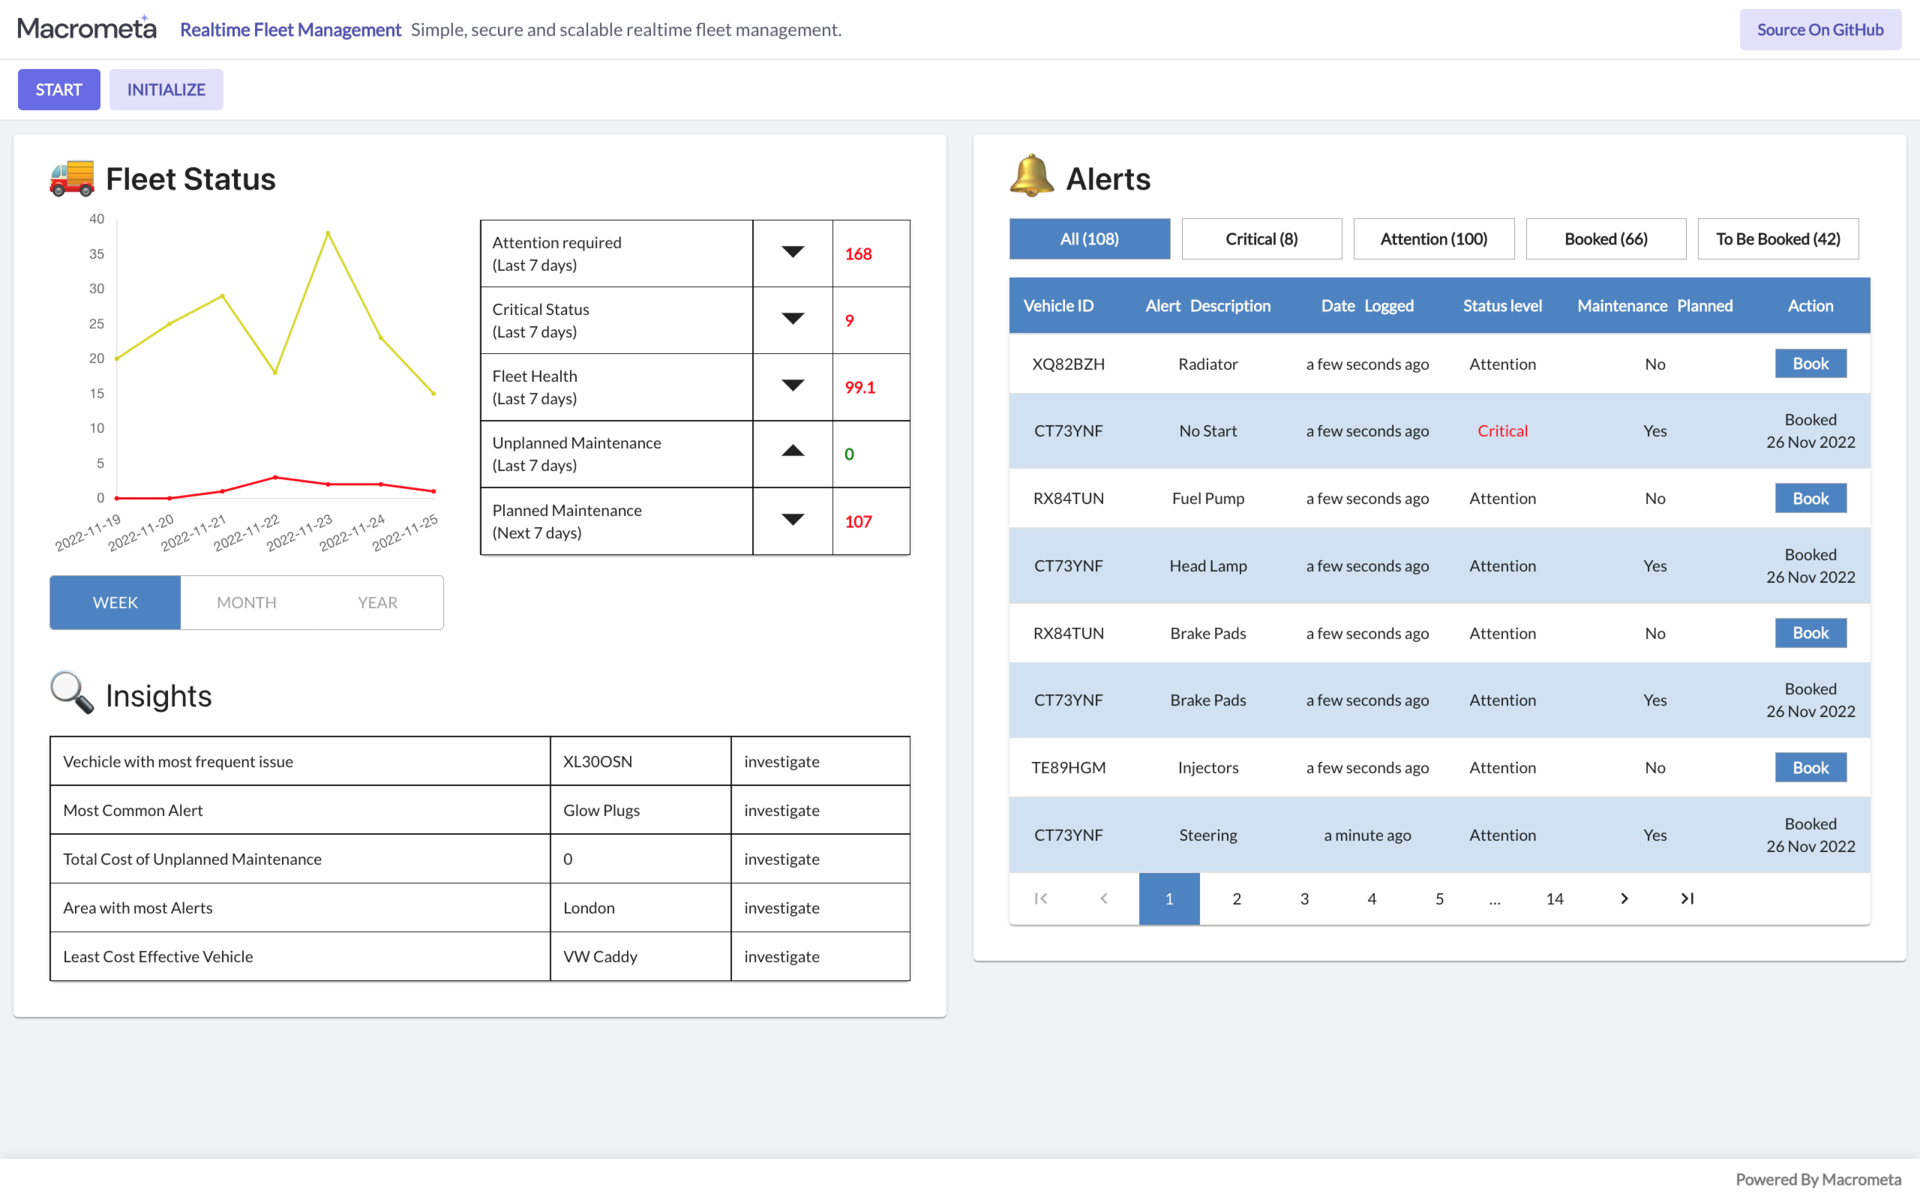 Macrometa
Realtime Fleet Management Simple, secure and scalable realtime fleet management.
Source On GitHub
START
INITIALIZE
Fleet Status
40
35
30
25
20
15
10
5
0
2022-11-19
2022-11-20
2022-11-21
2022-11-22
2022-11-23
2022-11-24
2022-11-25
WEEK
MONTH
YEAR
Attention required
(Last 7 days)
168
Critical Status
(Last 7 days)
9
Fleet Health
(Last 7 days)
99.1
Unplanned Maintenance
(Last 7 days)
0
Planned Maintenance
(Next 7 days)
107
Insights
Vechicle with most frequent issue XL30OSN investigate
Most Common Alert Glow Plugs investigate
Total Cost of Unplanned Maintenance 0 investigate
Area with most Alerts London investigate
Least Cost Effective Vehicle VW Caddy investigate
Alerts
All (108)
Critical (8)
Attention (100)
Booked (66)
To Be Booked (42)
Vehicle ID Alert Description Date Logged Status level Maintenance Planned Action
XQ82BZH Radiator a few seconds ago Attention No Book
CT73YNF No Start a few seconds ago Critical Yes Booked
26 Nov 2022
RX84TUN Fuel Pump a few seconds ago Attention No Book
CT73YNF Head Lamp a few seconds ago Attention Yes Booked
26 Nov 2022
RX84TUN Brake Pads a few seconds ago Attention No Book
CT73YNF Brake Pads a few seconds ago Attention Yes Booked
26 Nov 2022
TE89HGM Injectors a few seconds ago Attention No Book
CT73YNF Steering a minute ago Attention Yes Booked
26 Nov 2022
1 2 3 4 5 ... 14
Powered By Macrometa